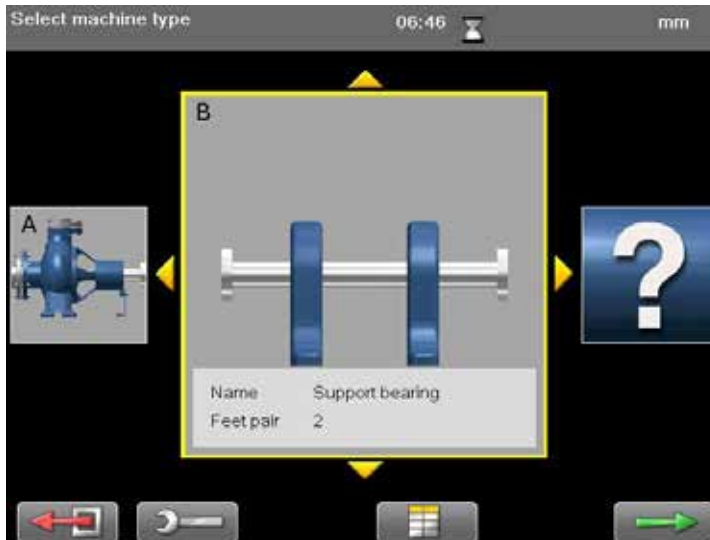 Select machine type 06:46 mm
B
A
?
Name Support bearing
Feet pair 2